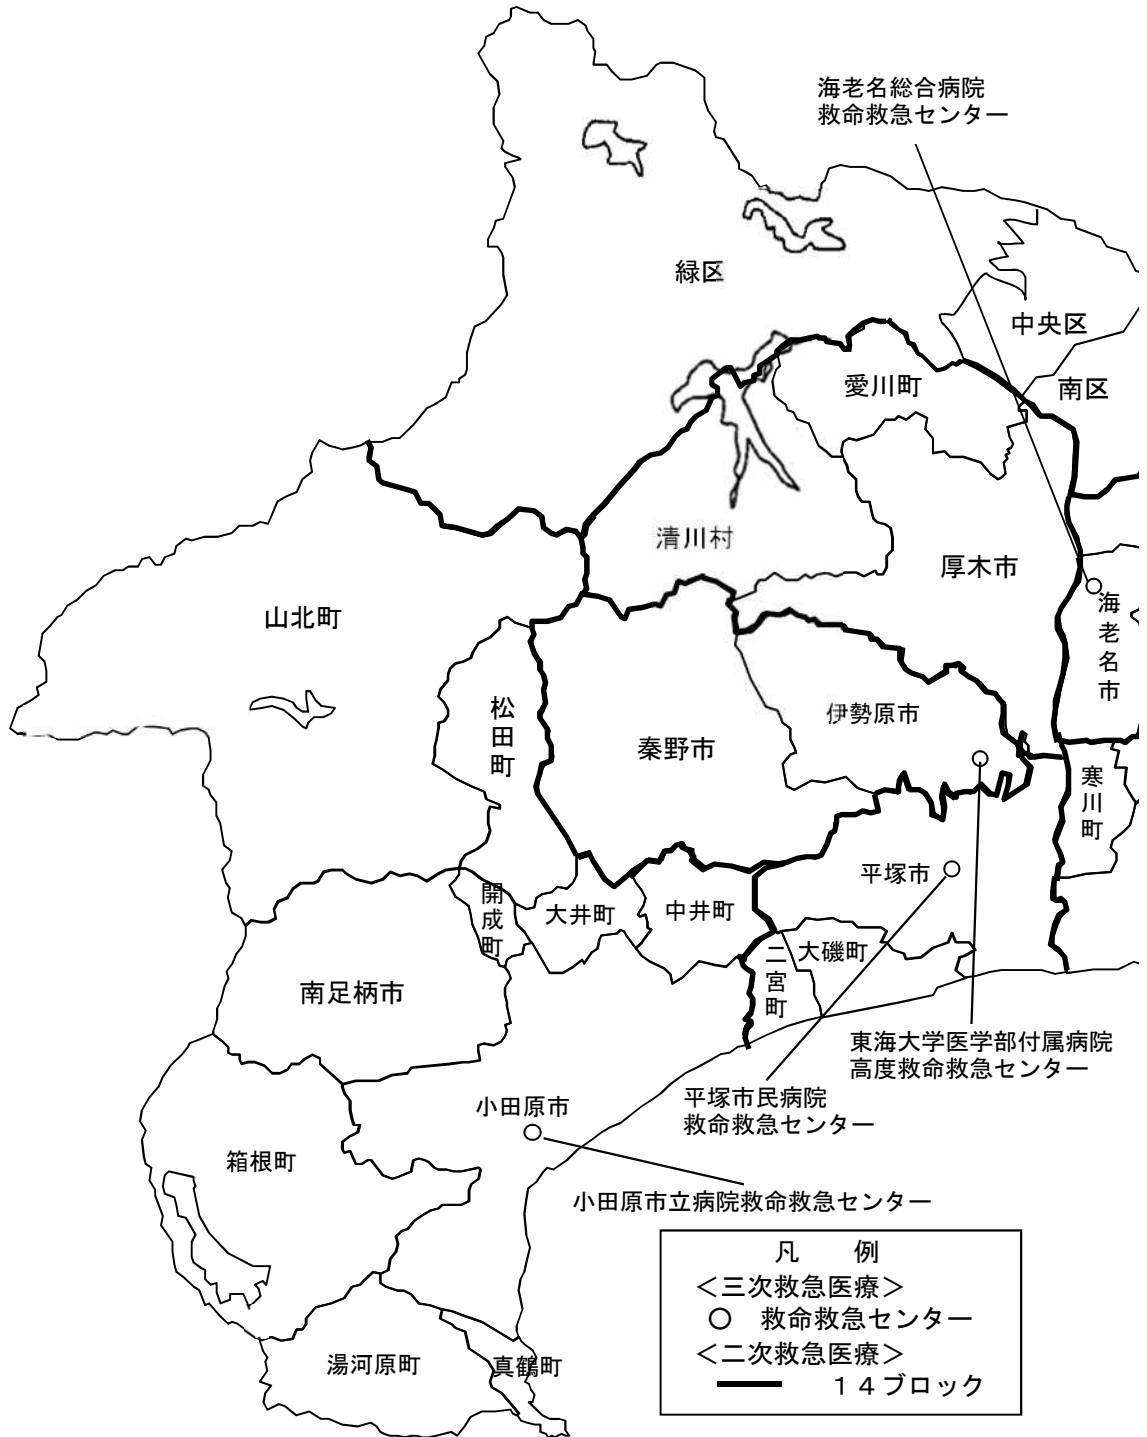 海老名総合病院
救命救急センター
緑区
中央区
南区
愛川町
清川村
厚木市
海老名市
山北町
松田町
伊勢原市
秦野市
寒川町
平塚市
開成町
大井町
中井町
二宮町
大磯町
南足柄市
東海大学医学部付属病院
高度救命救急センター
平塚市民病院
救命救急センター
小田原市
箱根町
小田原市立病院救命救急センター
湯河原町
真鶴町
凡　例
＜三次救急医療＞
○　救命救急センター
＜二次救急医療＞
１４ブロック